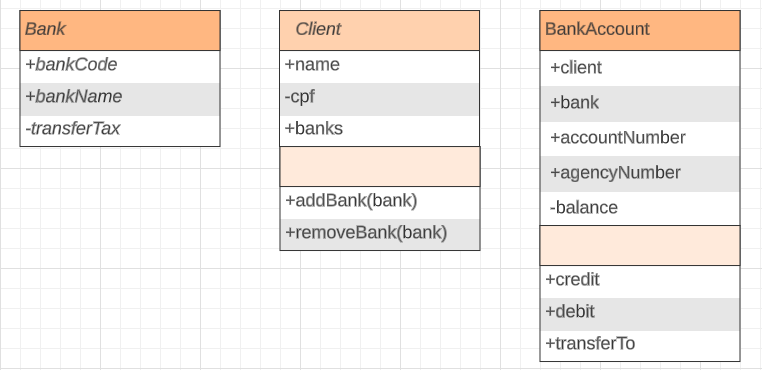 Bank
+bankCode
+bankName
-transferTax
Client
+name
-cpf
+banks
+addBank(bank)
+removeBank(bank)
BankAccount
+client
+bank
+accountNumber
+agencyNumber
-balance
+credit
+debit
+transferTo